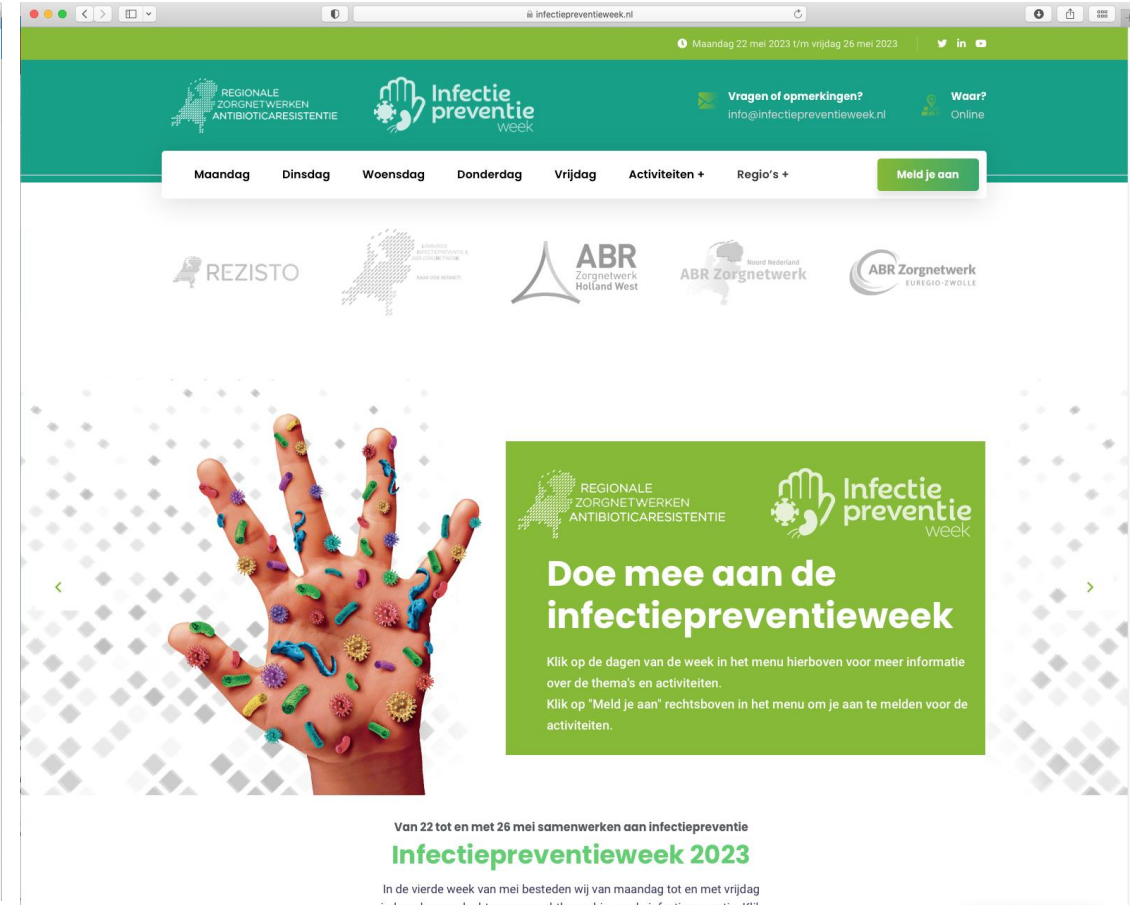 infectiepreventieweek.nl
Maandag 22 mei 2023 t/m vrijdag 26 mei 2023
REGIONALE
ZORGNETWERKEN
ANTIBIOTICARESISTENTIE
Infectie
preventie
week
Vragen of opmerkingen?
info@infectiepreventieweek.nl
Waar?
Online
Maandag Dinsdag Woensdag Donderdag Vrijdag Activiteiten + Regio's + Meld je aan
REZISTO
LIMBURGS
INFECTIEPREVENTIE &
ABR ZORGNETWERK
ABR
Zorgnetwerk
Holland West
Noord Nederland
ABR Zorgnetwerk
ABR Zorgnetwerk
EUREGIO-ZWOLLE
REGIONALE
ZORGNETWERKEN
ANTIBIOTICARESISTENTIE
Infectie
preventie
week
Doe mee aan de
infectiepreventieweek
Klik op de dagen van de week in het menu hierboven voor meer informatie
over de thema's en activiteiten.
Klik op "Meld je aan" rechtsboven in het menu om je aan te melden voor de
activiteiten.
Van 22 tot en met 26 mei samenwerken aan infectiepreventie
Infectiepreventieweek 2023
In de vierde week van mei besteden wij van maandag tot en met vrijdag